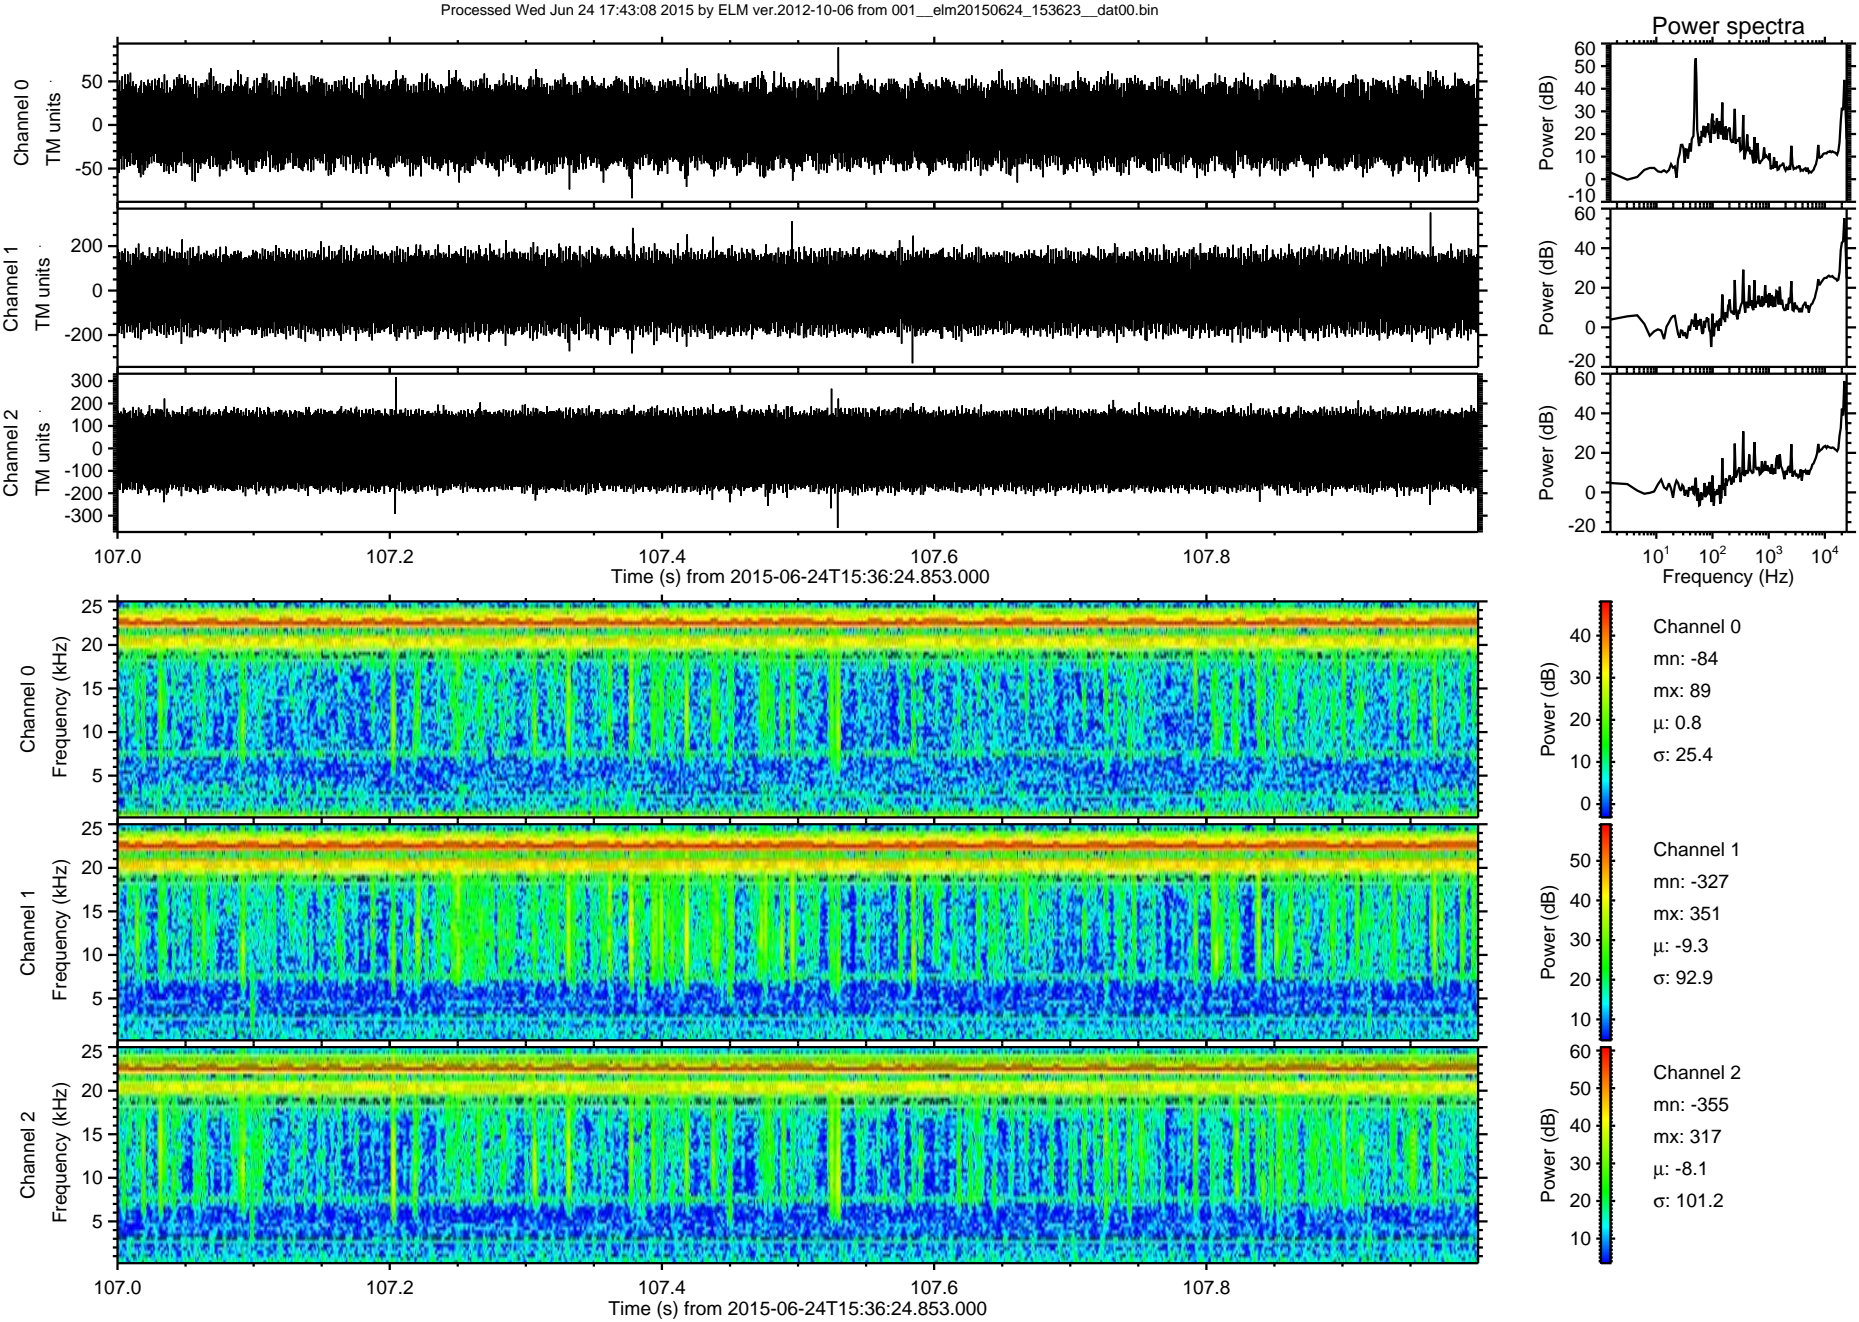 Processed Wed Jun 24 17:43:08 2015 by ELM ver.2012-10-06 from 001__elm20150624_153623__dat00.bin
Power spectra
Channel 0
TM units
50
0
-50
Power (dB)
60
50
40
30
20
10
0
-10
Channel 1
TM units
200
0
-200
Power (dB)
60
40
20
0
-20
Channel 2
TM units
300
200
100
0
-100
-200
-300
Power (dB)
60
40
20
0
-20
107.0 107.2 107.4 107.6 107.8
Time (s) from 2015-06-24T15:36:24.853.000
10^1 10^2 10^3 10^4
Frequency (Hz)
Channel 0
Frequency (kHz)
25
20
15
10
5
Power (dB)
40
30
20
10
0
Channel 0
mn: -84
mx: 89
μ: 0.8
σ: 25.4
Channel 1
Frequency (kHz)
25
20
15
10
5
Power (dB)
50
40
30
20
10
Channel 1
mn: -327
mx: 351
μ: -9.3
σ: 92.9
Channel 2
Frequency (kHz)
25
20
15
10
5
Power (dB)
60
50
40
30
20
10
Channel 2
mn: -355
mx: 317
μ: -8.1
σ: 101.2
107.0 107.2 107.4 107.6 107.8
Time (s) from 2015-06-24T15:36:24.853.000